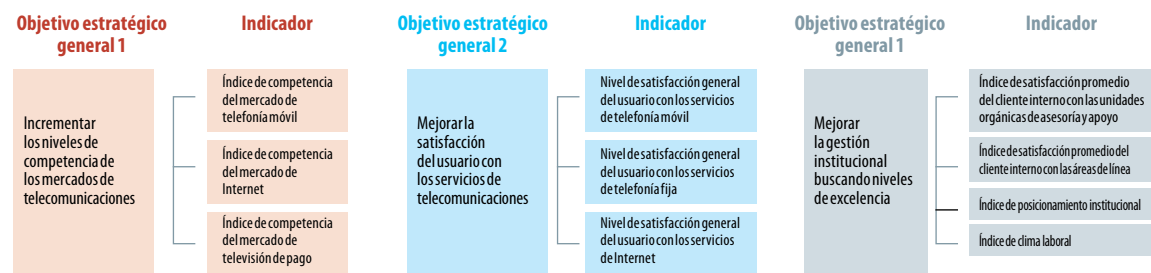 Objetivo estratégico
general 1
Indicador
Incrementar
los niveles de
competencia de
los mercados de
telecomunicaciones
Índice de competencia
del mercado de
telefonía móvil
Índice de competencia
del mercado de
Internet
Índice de competencia
del mercado de
televisión de pago
Objetivo estratégico
general 2
Indicador
Mejorar la
satisfacción
del usuario con
los servicios de
telecomunicaciones
Nivel de satisfacción general
del usuario con los servicios
de telefonía móvil
Nivel de satisfacción general
del usuario con los servicios
de telefonía fija
Nivel de satisfacción general
del usuario con los servicios
de Internet
Objetivo estratégico
general 1
Indicador
Mejorar
la gestión
institucional
buscando niveles
de excelencia
Índice de satisfacción promedio
del cliente interno con las unidades
orgánicas de asesoría y apoyo
Índice de satisfacción promedio del
cliente interno con las áreas de línea
Índice de posicionamiento institucional
Índice de clima laboral